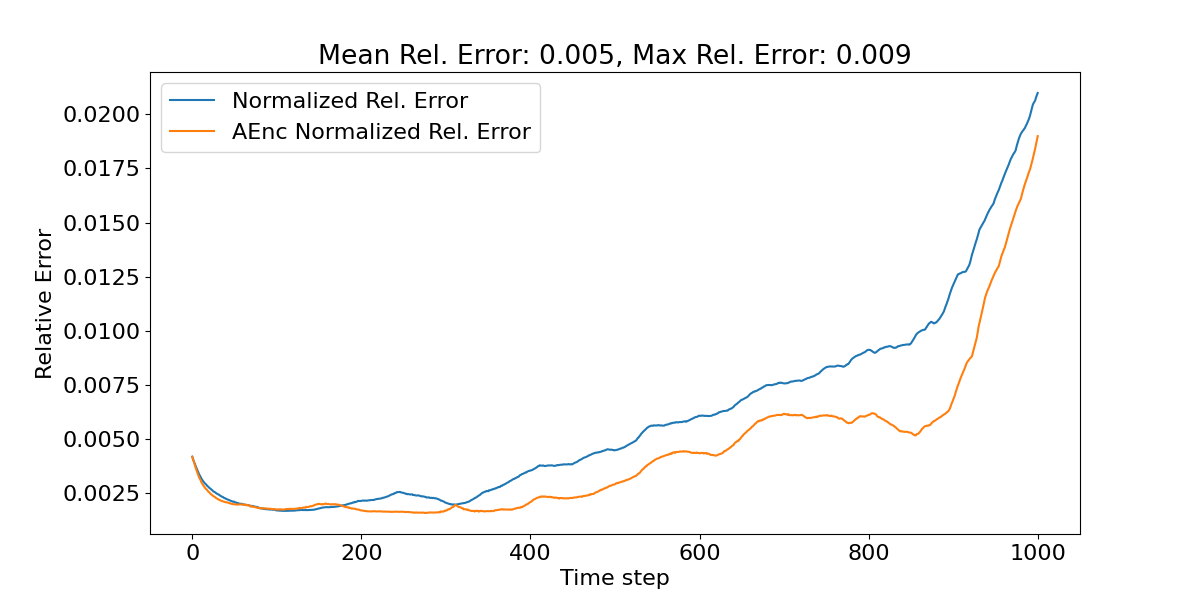 Mean Rel. Error: 0.005, Max Rel. Error: 0.009
Normalized Rel. Error
AEnc Normalized Rel. Error
Relative Error
0.0200
0.0175
0.0150
0.0125
0.0100
0.0075
0.0050
0.0025
0 200 400 600 800 1000
Time step